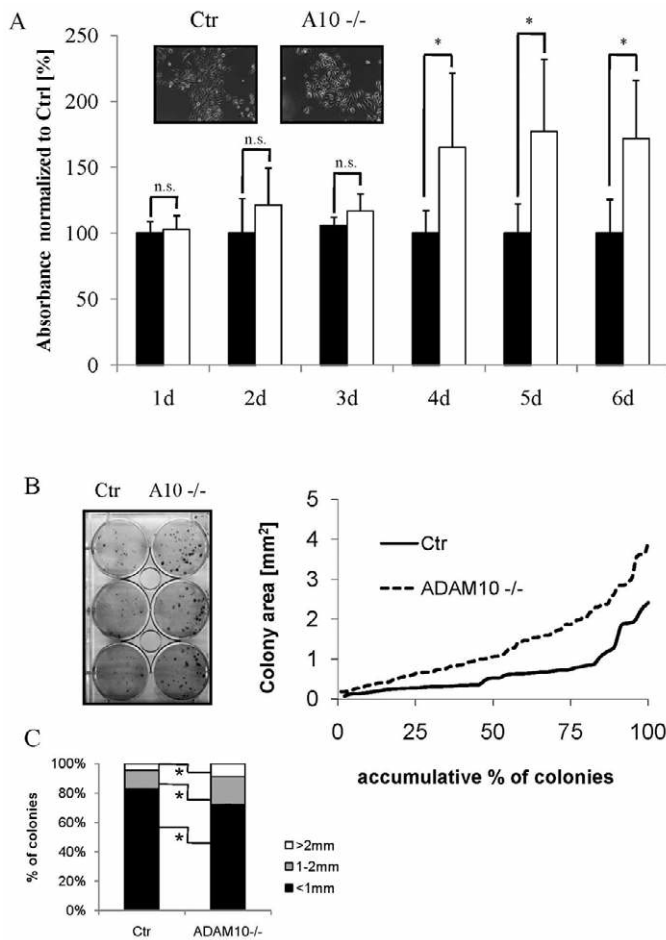 A
Absorbance normalized to Ctrl [%]
250
200
150
100
50
0
Ctr A10 -/-
n.s.
n.s.
n.s.
*
*
*
1d 2d 3d 4d 5d 6d
B
Ctr A10 -/-
Colony area [mm²]
5
4
3
2
1
0
Ctr
ADAM10 -/-
0 25 50 75 100
accumulative % of colonies
C
% of colonies
100%
80%
60%
40%
20%
0%
*
*
*
>2mm
1-2mm
<1mm
Ctr ADAM10-/-